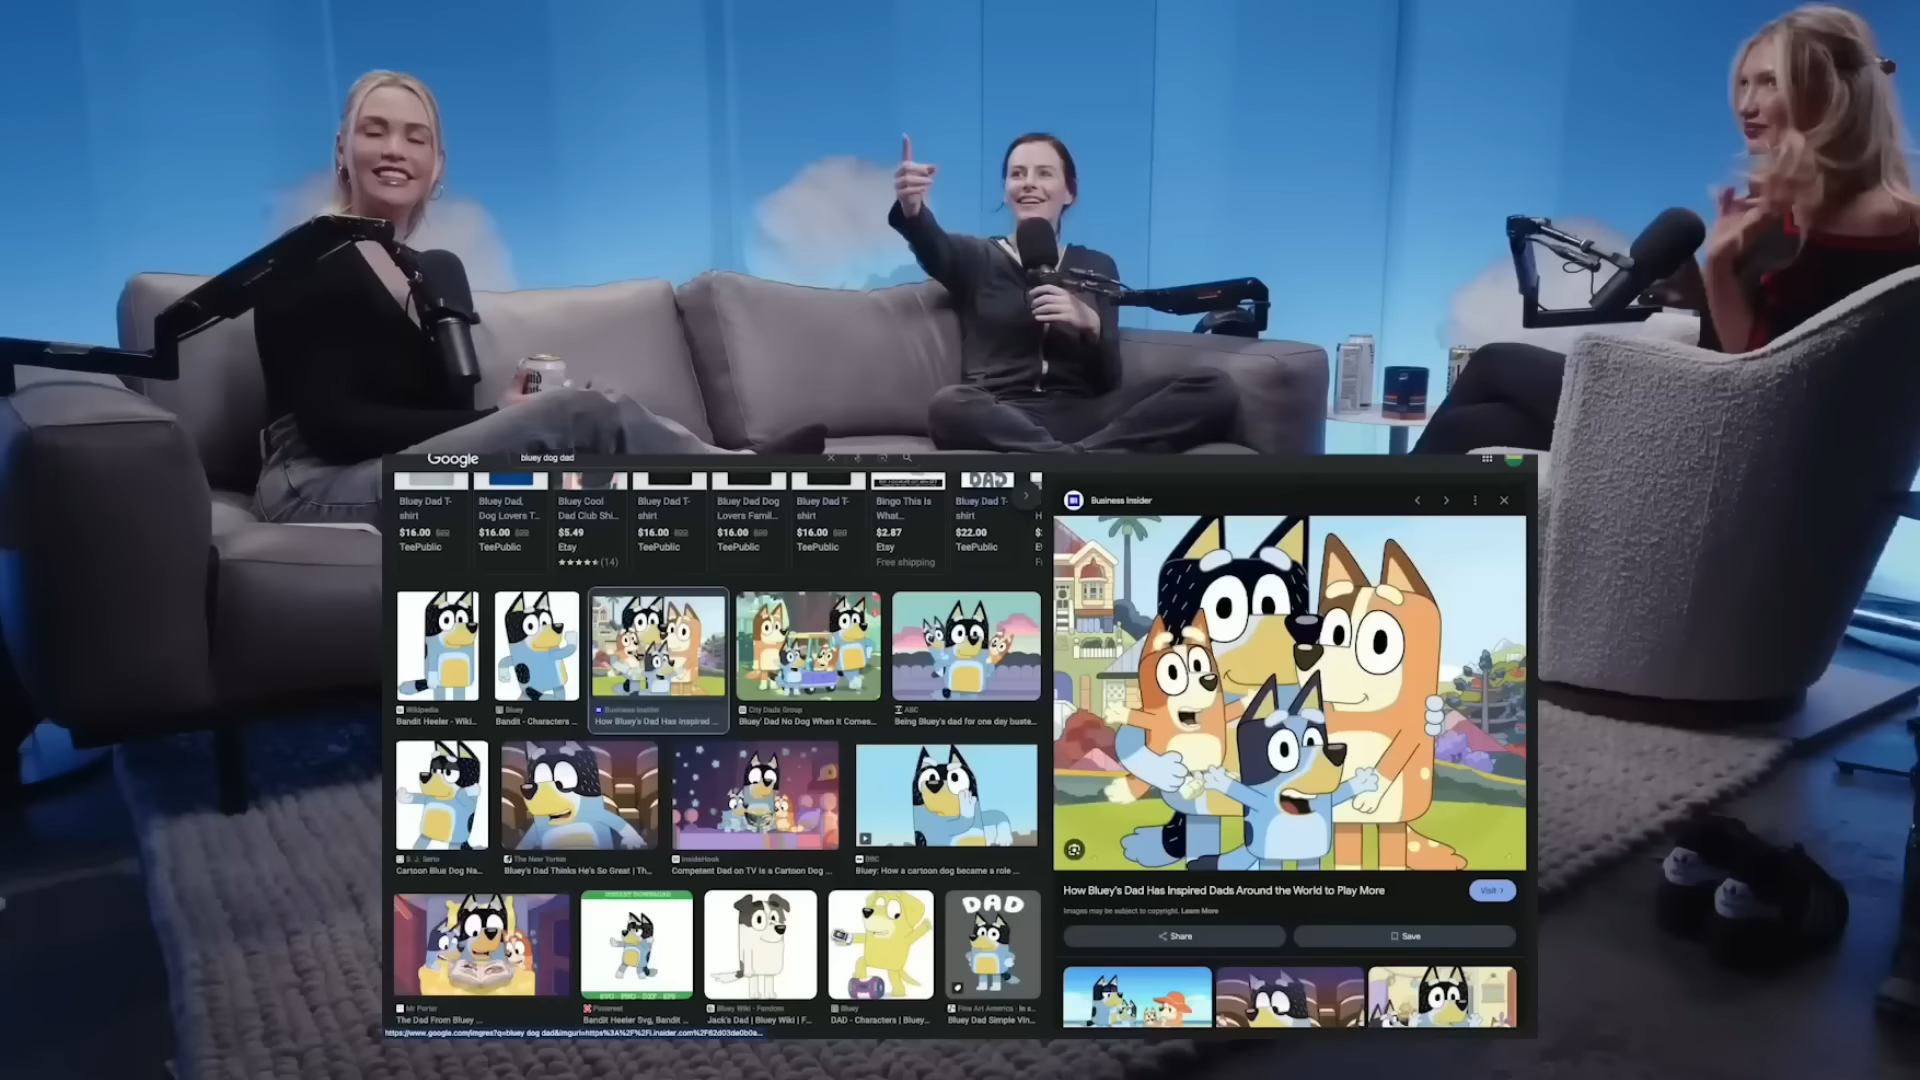 Google
bluey dog dad
Bluey Dad T-
shirt
$16.00
TeePublic
Bluey Dad,
Dog Lovers T...
$16.00
TeePublic
Bluey Cool
Dad Club Shi...
$5.49
Etsy
(14)
Bluey Dad T-
shirt
$16.00
TeePublic
Bluey Dad Dog
Lovers Famil...
$16.00
TeePublic
Bluey Dad T-
shirt
$16.00
TeePublic
Bingo This Is
What...
$2.87
Etsy
Free shipping
DAD
Bluey Dad T-
shirt
$22.00
TeePublic
Wikipedia
Bandit Heeler - Wiki...
Bluey
Bandit - Characters ...
Business Insider
How Bluey's Dad Has Inspired ...
City Dads Group
Bluey' Dad No Dog When It Comes...
ABC
Being Bluey's dad for one day buste...
Cartoon Blue Dog Na...
The New Yorker
Bluey's Dad Thinks He's So Great | Th...
InsideHook
Competent Dad on TV Is a Cartoon Dog ...
BBC
Bluey: How a cartoon dog became a role ...
Mr Porter
The Dad From Bluey ...
Pinterest
Bandit Heeler Svg, Bandit ...
Bluey Wiki - Fandom
Jack's Dad | Bluey Wiki | F...
Bluey
DAD - Characters | Bluey...
DAD
Fine Art America · In s...
Bluey Dad Simple Vin...
Business Insider
How Bluey's Dad Has Inspired Dads Around the World to Play More
Visit
Images may be subject to copyright. Learn More
Share
Save